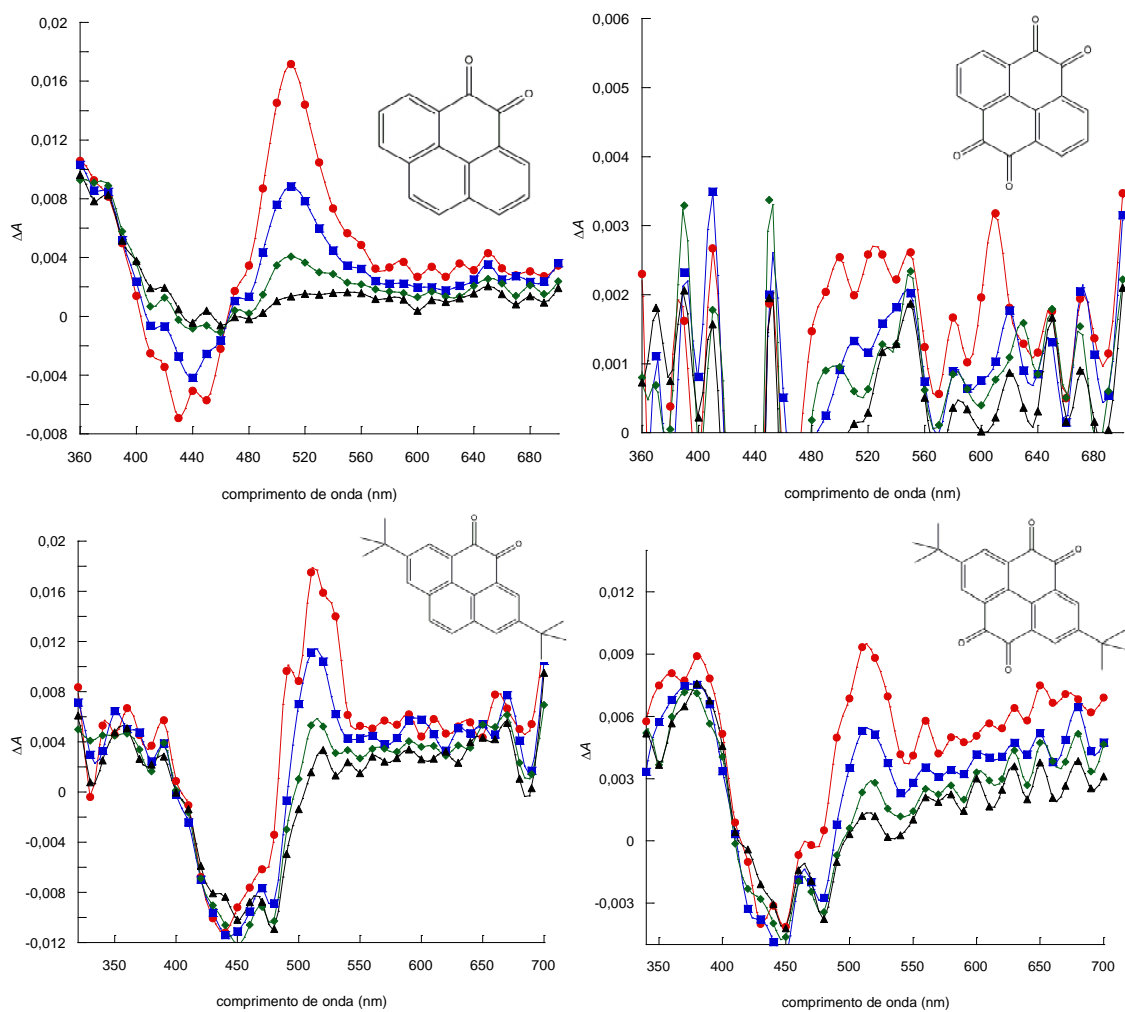 0,02
0,016
0,012
0,008
0,004
0
-0,004
-0,008
ΔA
360 400 440 480 520 560 600 640 680
comprimento de onda (nm)
O
O
0,006
0,005
0,004
0,003
0,002
0,001
0
ΔA
360 400 440 480 520 560 600 640 680
comprimento de onda (nm)
O
O
O
O
0,02
0,016
0,012
0,008
0,004
0
-0,004
-0,008
-0,012
ΔA
350 400 450 500 550 600 650 700
comprimento de onda (nm)
O
O
0,012
0,009
0,006
0,003
0
-0,003
ΔA
350 400 450 500 550 600 650 700
comprimento de onda (nm)
O
O
O
O